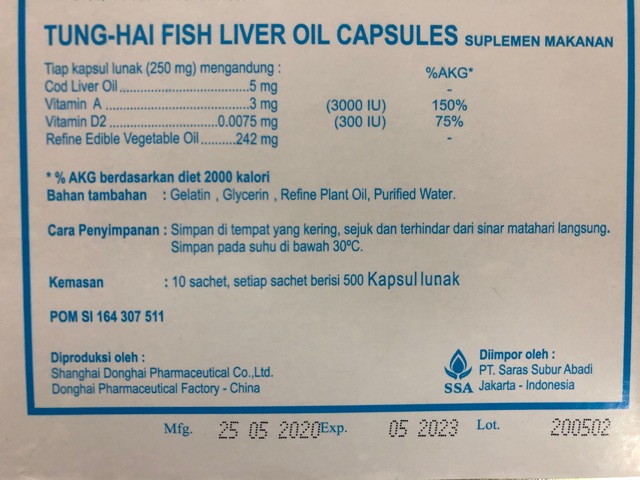 TUNG-HAI FISH LIVER OIL CAPSULES SUPLEMEN MAKANAN
Tiap kapsul lunak (250 mg) mengandung : %AKG*
Cod Liver Oil..............................5 mg -
Vitamin A ..................................3 mg (3000 IU) 150%
Vitamin D2 ........................0.0075 mg (300 IU) 75%
Refine Edible Vegetable Oil.........242 mg -
* % AKG berdasarkan diet 2000 kalori
Bahan tambahan : Gelatin , Glycerin , Refine Plant Oil, Purified Water.
Cara Penyimpanan : Simpan di tempat yang kering, sejuk dan terhindar dari sinar matahari langsung.
Simpan pada suhu di bawah 30ºC.
Kemasan : 10 sachet, setiap sachet berisi 500 Kapsul lunak
POM SI 164 307 511
Diproduksi oleh :
Shanghai Donghai Pharmaceutical Co.,Ltd.
Donghai Pharmaceutical Factory - China
Diimpor oleh :
PT. Saras Subur Abadi
SSA Jakarta - Indonesia
Mfg. 25 05 2020 Exp. 05 2023 Lot. 200502